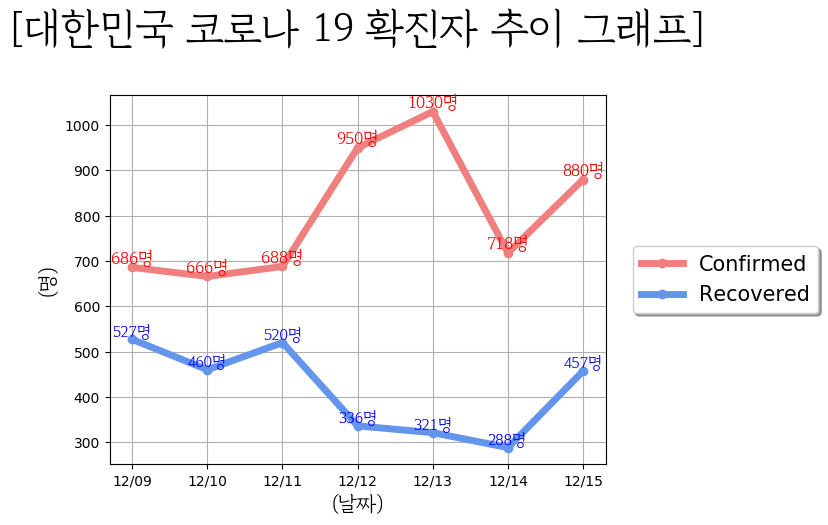 [대한민국 코로나 19 확진자 추이 그래프]
1030명
1000
950명
900
880명
800
718명
700
686명
666명
688명
600
(명)
527명
520명
500
460명
457명
400
336명
321명
300
288명
12/09 12/10 12/11 12/12 12/13 12/14 12/15
(날짜)
Confirmed
Recovered